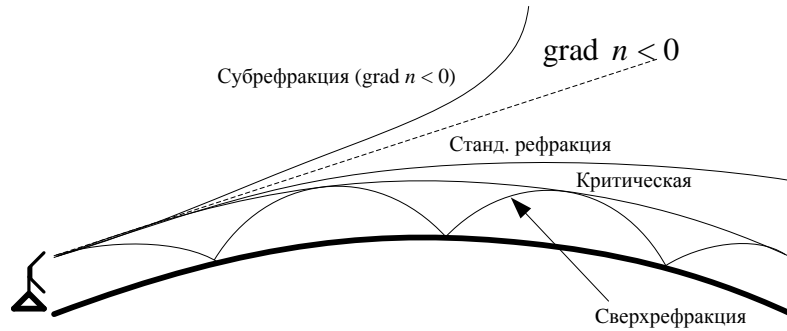 grad n < 0
Субрефракция (grad n < 0)
Станд. рефракция
Критическая
Сверхрефракция